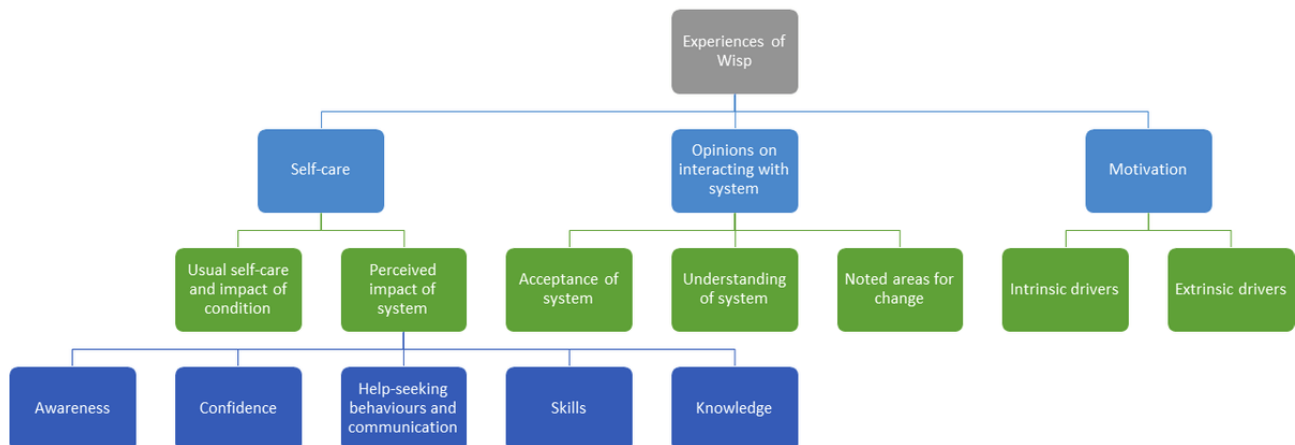 Experiences of
Wisp
Self-care
Opinions on
interacting with
system
Motivation
Usual self-care
and impact of
condition
Perceived
impact of
system
Acceptance of
system
Understanding
of system
Noted areas for
change
Intrinsic drivers
Extrinsic drivers
Awareness
Confidence
Help-seeking
behaviours and
communication
Skills
Knowledge